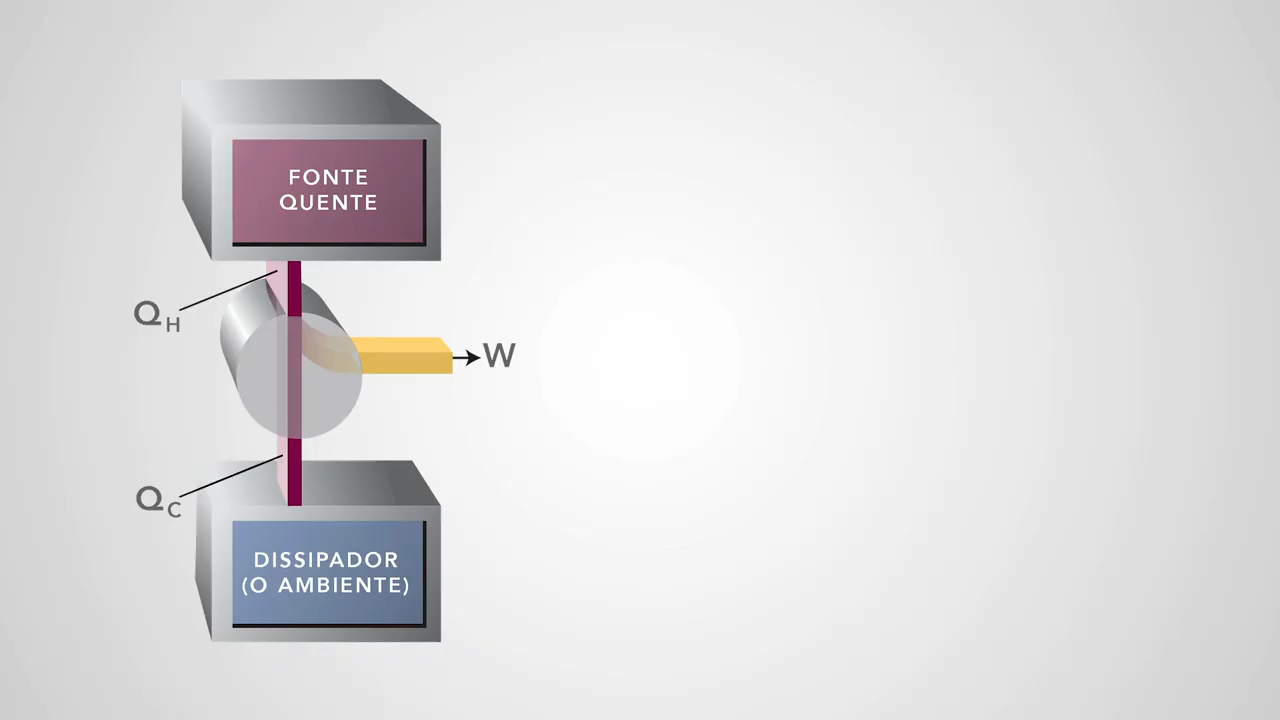 FONTE
QUENTE
QH
W
QC
DISSIPADOR
(O AMBIENTE)